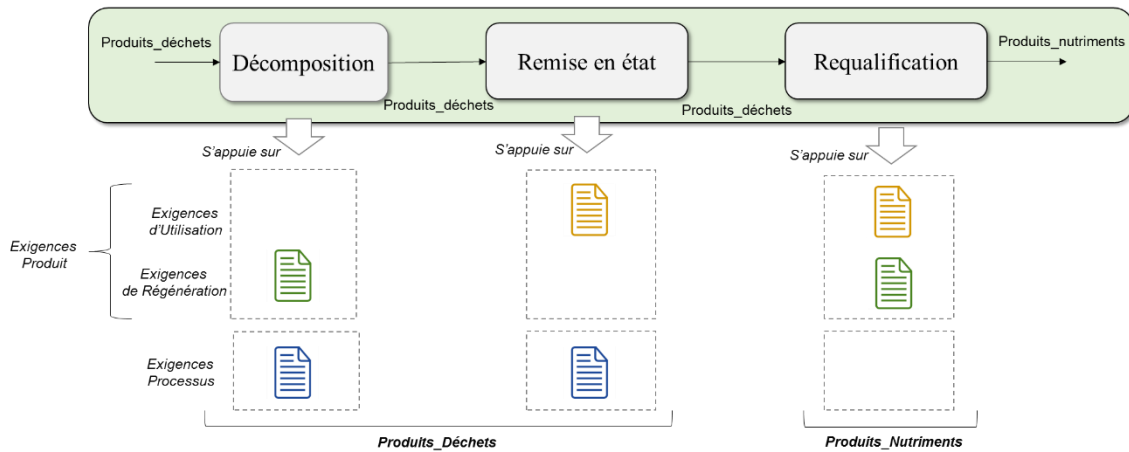 Produits_déchets
Décomposition
Produits_déchets
Remise en état
Produits_déchets
Requalification
Produits_nutriments
S'appuie sur
S'appuie sur
S'appuie sur
Exigences
Produit
Exigences
d'Utilisation
Exigences
de Régénération
Exigences
Processus
Produits_Déchets
Produits_Nutriments